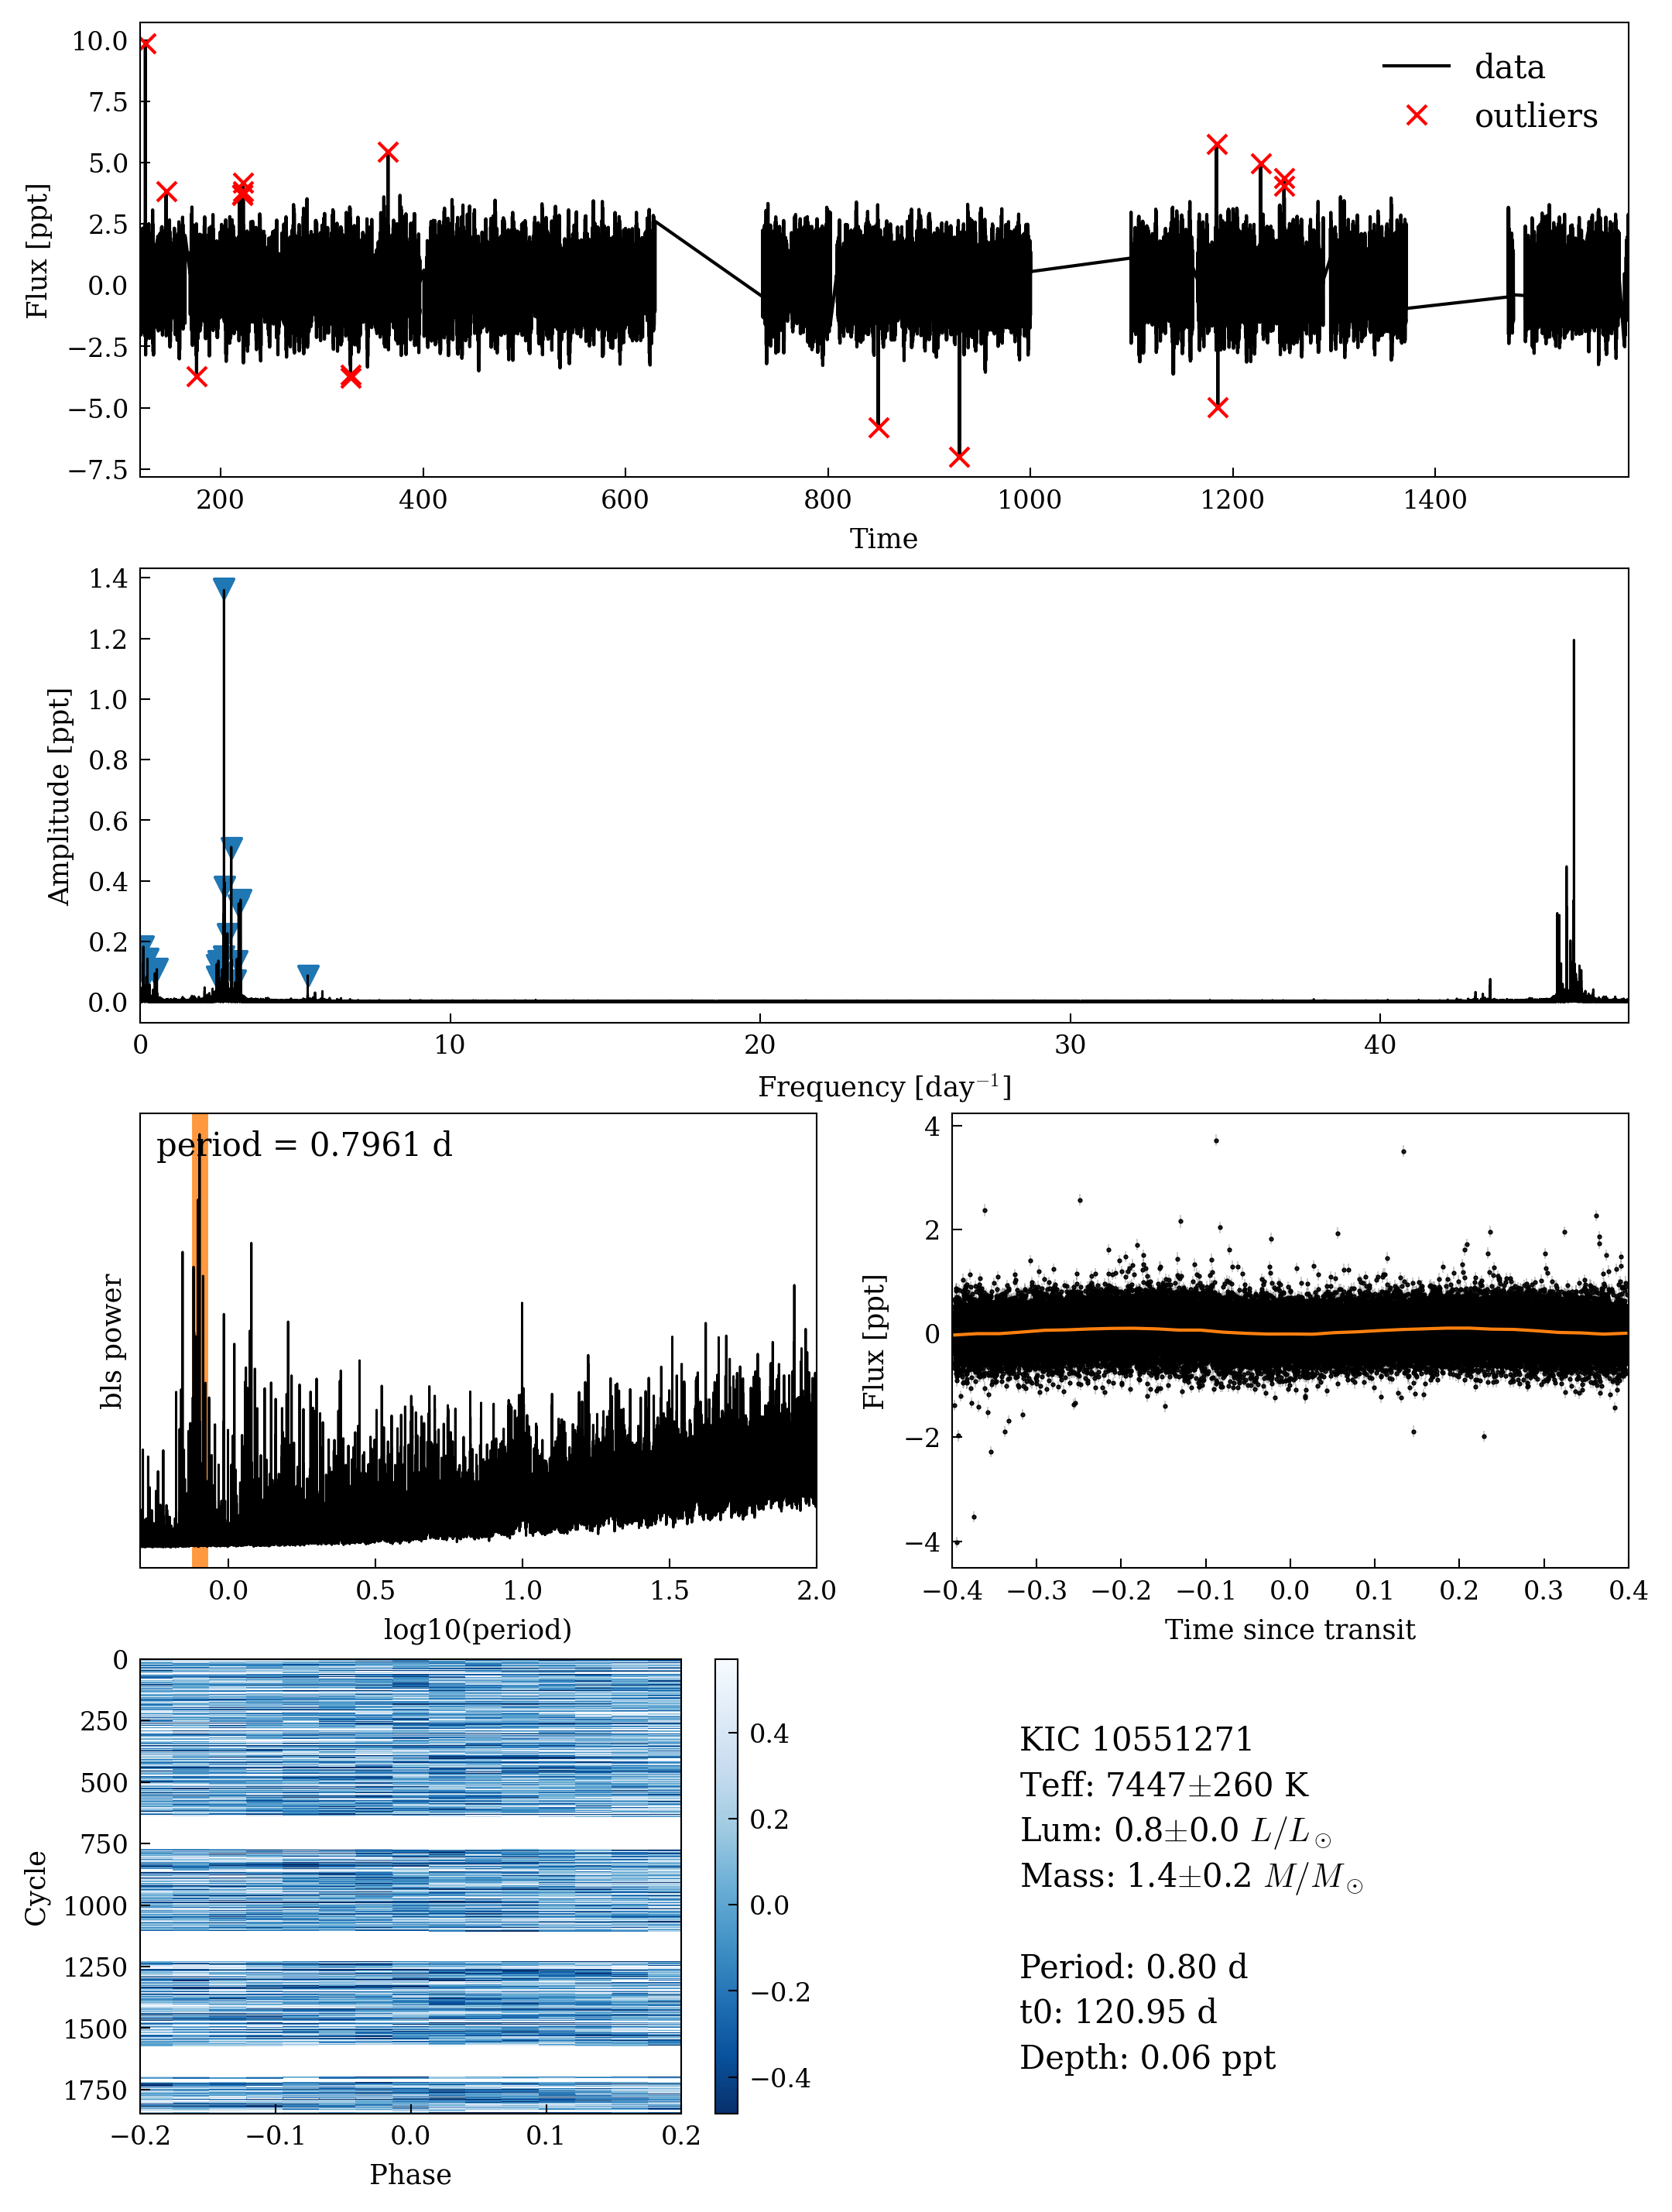 10.0
7.5
5.0
2.5
0.0
−2.5
−5.0
−7.5
Flux [ppt]
data
outliers
200 400 600 800 1000 1200 1400
Time
1.4
1.2
1.0
0.8
0.6
0.4
0.2
0.0
Amplitude [ppt]
0 10 20 30 40
Frequency [day⁻¹]
period = 0.7961 d
bls power
0.0 0.5 1.0 1.5 2.0
log10(period)
4
2
0
−2
−4
Flux [ppt]
−0.4 −0.3 −0.2 −0.1 0.0 0.1 0.2 0.3 0.4
Time since transit
0
250
500
750
1000
1250
1500
1750
Cycle
−0.2 −0.1 0.0 0.1 0.2
Phase
0.4
0.2
0.0
−0.2
−0.4
KIC 10551271
Teff: 7447±260 K
Lum: 0.8±0.0 L/L☉
Mass: 1.4±0.2 M/M☉
Period: 0.80 d
t0: 120.95 d
Depth: 0.06 ppt